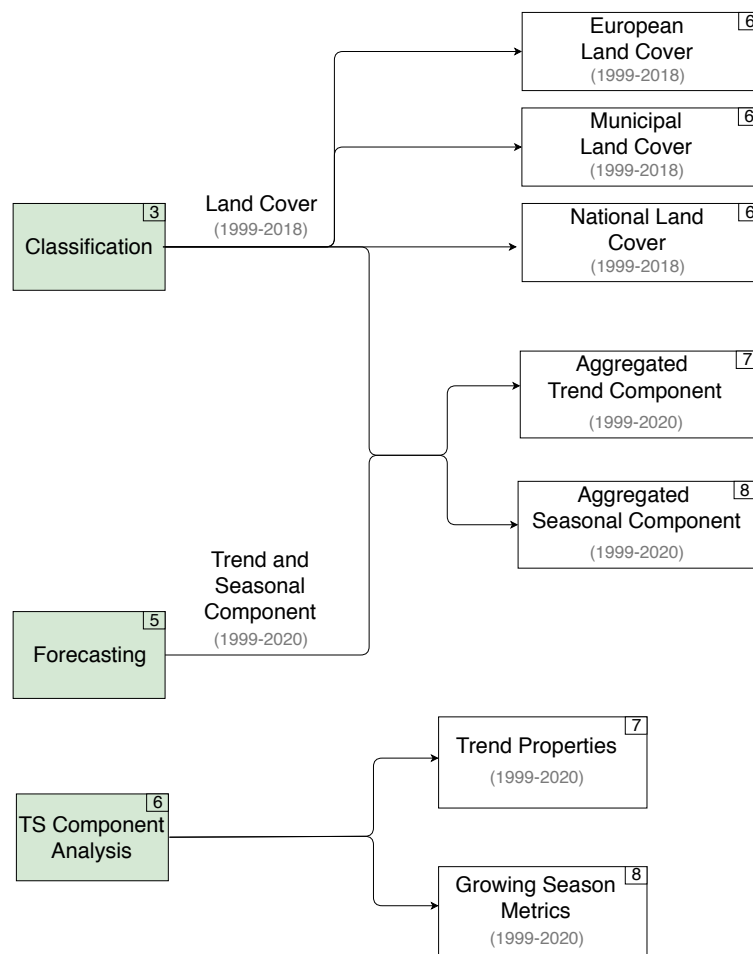 European
Land Cover
(1999-2018)
6
Municipal
Land Cover
(1999-2018)
6
Land Cover
(1999-2018)
3
Classification
National Land
Cover
(1999-2018)
6
Aggregated
Trend Component
(1999-2020)
7
Aggregated
Seasonal Component
(1999-2020)
8
Trend and
Seasonal
Component
(1999-2020)
5
Forecasting
Trend Properties
(1999-2020)
7
6
TS Component
Analysis
Growing Season
Metrics
(1999-2020)
8